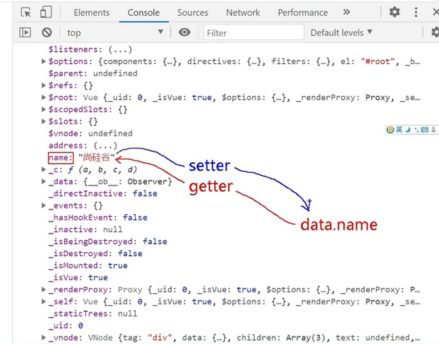 Elements Console Sources Network Performance »
top Filter Default levels
$listeners: (...)
$options: {components: {…}, directives: {…}, filters: {…}, el: "#root", _b…
$parent: undefined
$refs: {}
$root: Vue {_uid: 0, _isVue: true, $options: {…}, _renderProxy: Proxy, _s…
$scopedSlots: {}
$slots: {}
$vnode: undefined
address: (...)
name: "尚硅谷"
_c: ƒ (a, b, c, d)
_data: {__ob__: Observer}
_directInactive: false
_events: {}
_hasHookEvent: false
_inactive: null
_isBeingDestroyed: false
_isDestroyed: false
_isMounted: true
_isVue: true
_renderProxy: Proxy {_uid: 0, _isVue: true, $options: {…}, _renderProxy: P…
_self: Vue {_uid: 0, _isVue: true, $options: {…}, _renderProxy: Proxy, _s…
_staticTrees: null
_uid: 0
_vnode: VNode {tag: "div", data: {…}, children: Array(3), text: undefined,…
setter
getter
data.name
英